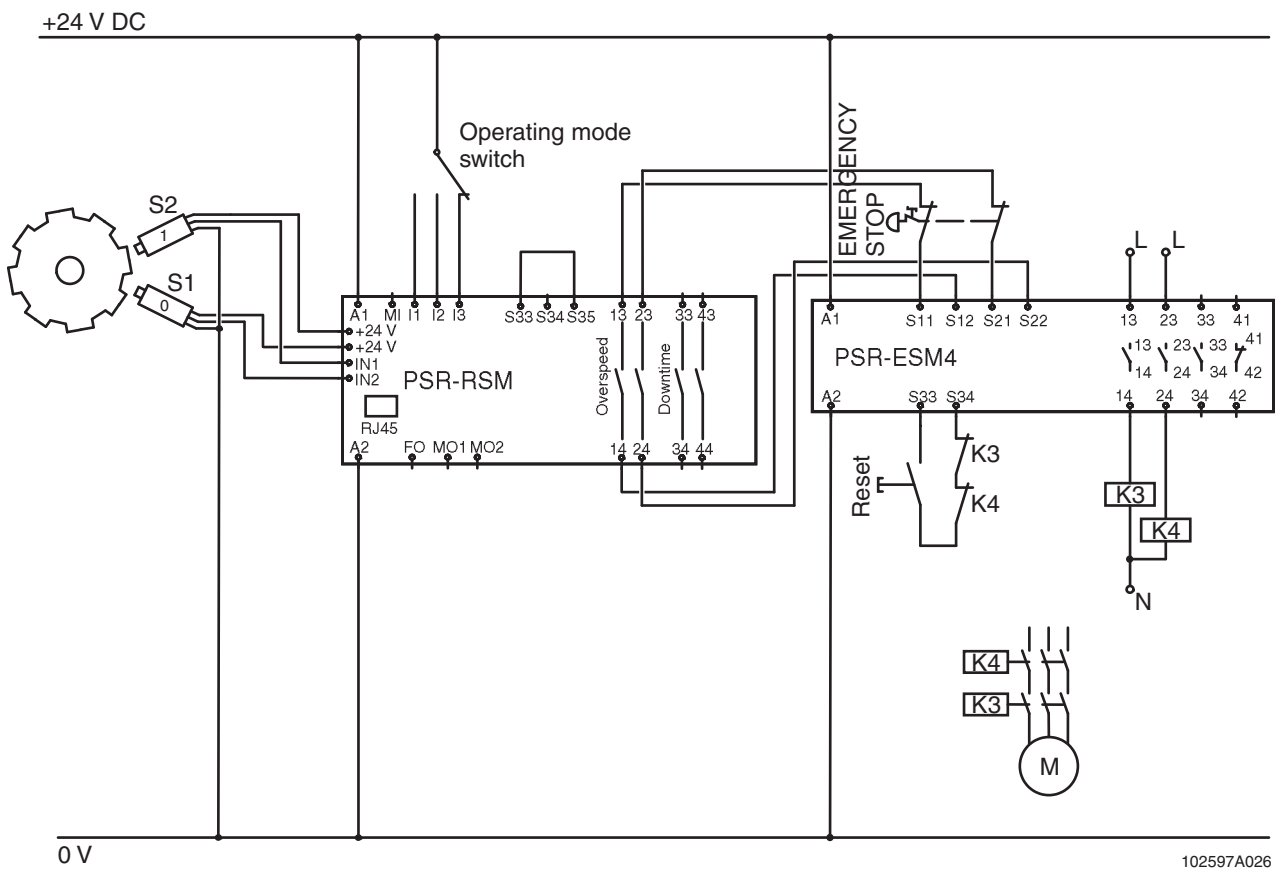 +24 V DC
Operating mode
switch
EMERGENCY
STOP
S2
1
S1
0
L L
A1 MI I1 I2 I3 S33 S34 S35 13 23 33 43
+24 V
+24 V
IN1
IN2
PSR-RSM
RJ45
Overspeed
Downtime
A2 FO MO1 MO2 14 24 34 44
A1 S11 S12 S21 S22 13 23 33 41
PSR-ESM4
13 23 33 41
14 24 34 42
A2 S33 S34 14 24 34 42
Reset
K3
K4
K3
K4
N
K4
K3
M
0 V
102597A026